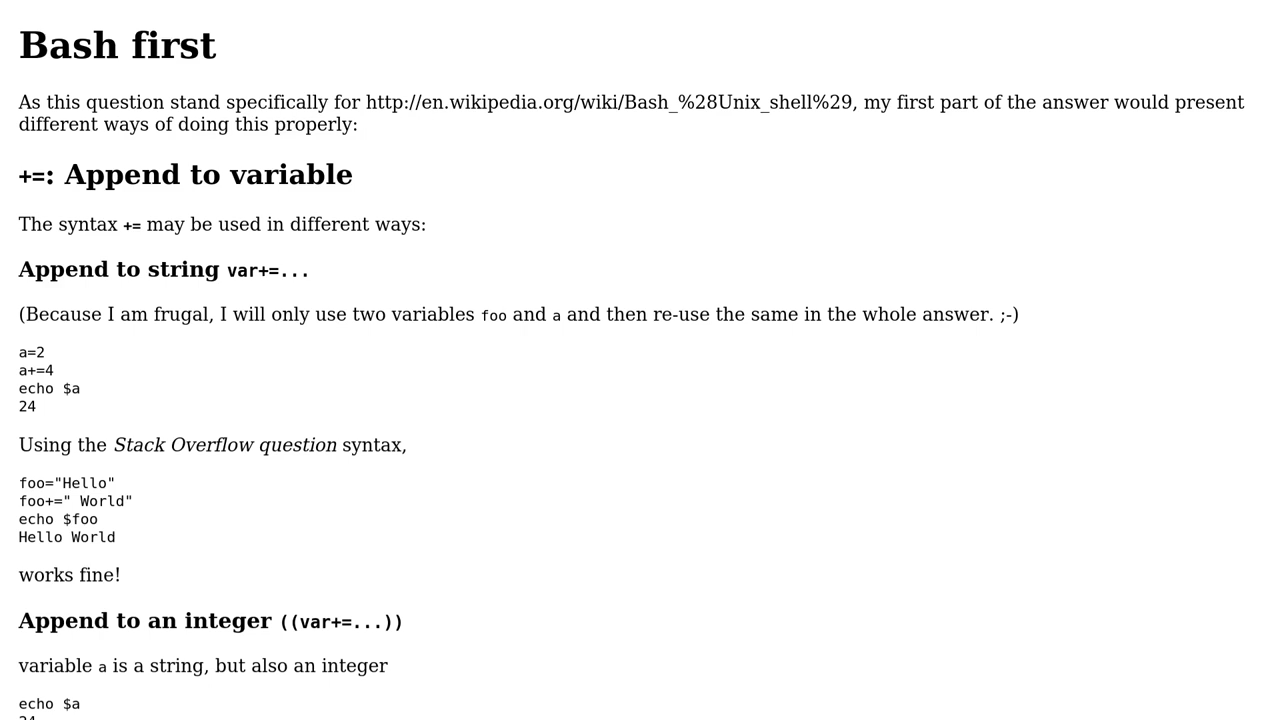 Bash first
As this question stand specifically for http://en.wikipedia.org/wiki/Bash_%28Unix_shell%29, my first part of the answer would present
different ways of doing this properly:
+=: Append to variable
The syntax += may be used in different ways:
Append to string var+=...
(Because I am frugal, I will only use two variables foo and a and then re-use the same in the whole answer. ;-)
a=2
a+=4
echo $a
24
Using the Stack Overflow question syntax,
foo="Hello"
foo+=" World"
echo $foo
Hello World
works fine!
Append to an integer ((var+=...))
variable a is a string, but also an integer
echo $a
24